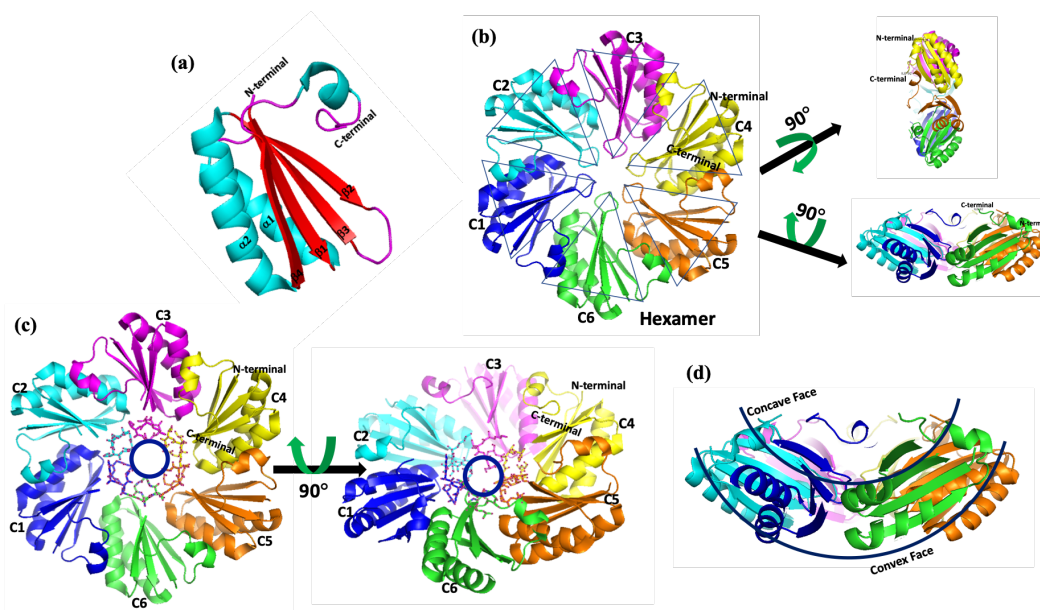 (a)
N-terminal
C-terminal
β2
β3
β1
β4
α1
α2
(b)
C3
C2
N-terminal
C4
C-terminal
C1
C5
C6
Hexamer
90°
N-terminal
C-terminal
90°
C-terminal
N-terminal
(c)
C3
C2
N-terminal
C4
C-terminal
C1
C5
C6
90°
C3
N-terminal
C2
C-terminal
C4
C5
C1
C6
(d)
Concave Face
Convex Face